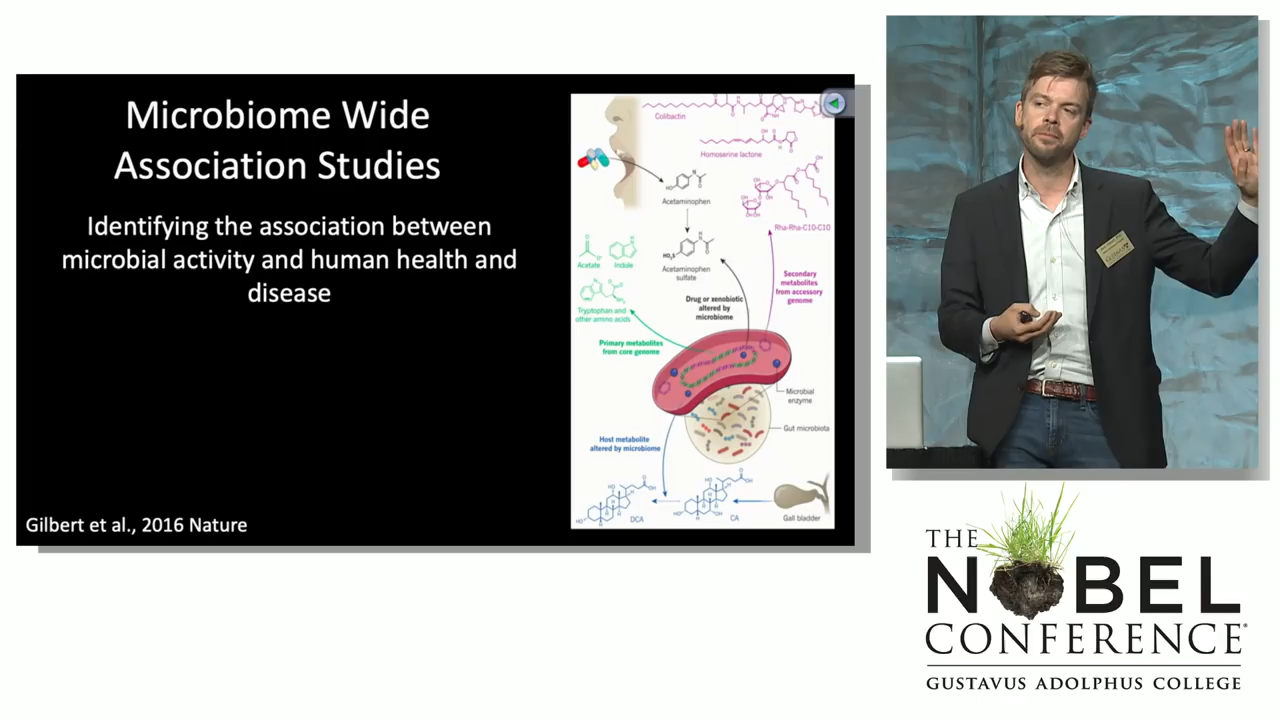 Microbiome Wide
Association Studies
Identifying the association between
microbial activity and human health and
disease
Gilbert et al., 2016 Nature
Colibactin
Homoserine lactone
Acetaminophen
Rha-Rha-C10-C10
Acetate
Indole
Acetaminophen
sulfate
Tryptophan and
other amino acids
Secondary
metabolites
from accessory
genome
Drug or xenobiotic
altered by
microbiome
Primary metabolites
from core genome
Microbial
enzyme
Gut microbiota
Host metabolite
altered by microbiome
DCA
CA
Gall bladder
THE
NOBEL
CONFERENCE®
GUSTAVUS ADOLPHUS COLLEGE